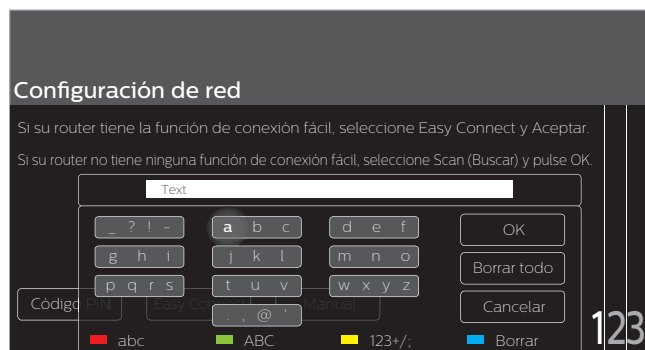 Configuración de red
Si su router tiene la función de conexión fácil, seleccione Easy Connect y Aceptar.
Si su router no tiene ninguna función de conexión fácil, seleccione Scan (Buscar) y pulse OK.
Text
_ ? ! - a b c d e f OK
g h i j k l m n o Borrar todo
p q r s t u v w x y z
Código PIN Easy Connect Manual Cancelar
. , @ '
abc ABC 123+/; Borrar
123